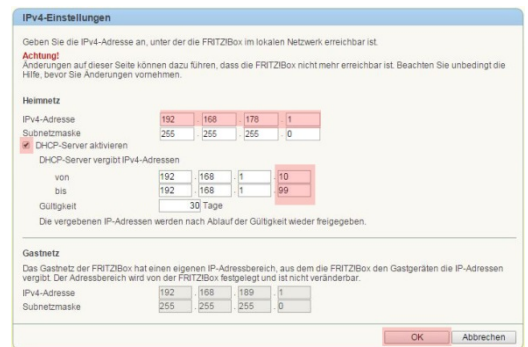 IPv4-Einstellungen
Geben Sie die IPv4-Adresse an, unter der die FRITZ!Box im lokalen Netzwerk erreichbar ist.
Achtung!
Änderungen auf dieser Seite können dazu führen, dass die FRITZ!Box nicht mehr erreichbar ist. Beachten Sie unbedingt die
Hilfe, bevor Sie Änderungen vornehmen.
Heimnetz
IPv4-Adresse 192 . 168 . 178 . 1
Subnetzmaske 255 . 255 . 255 . 0
DHCP-Server aktivieren
DHCP-Server vergibt IPv4-Adressen
von 192 . 168 . 1 . 10
bis 192 . 168 . 1 . 99
Gültigkeit 30 Tage
Die vergebenen IP-Adressen werden nach Ablauf der Gültigkeit wieder freigegeben.
Gastnetz
Das Gastnetz der FRITZ!Box hat einen eigenen IP-Adressbereich, aus dem die FRITZ!Box den Gastgeräten die IP-Adressen
vergibt. Der Adressbereich wird von der FRITZ!Box festgelegt und ist nicht veränderbar.
IPv4-Adresse 192 . 168 . 189 . 1
Subnetzmaske 255 . 255 . 255 . 0
OK Abbrechen